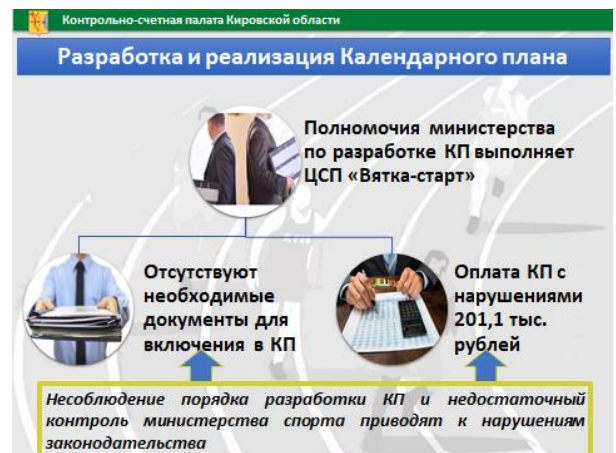 Контрольно-счетная палата Кировской области
Разработка и реализация Календарного плана
Полномочия министерства
по разработке КП выполняет
ЦСП «Вятка-старт»
Отсутствуют
необходимые
документы для
включения в КП
Оплата КП с
нарушениями
201,1 тыс.
рублей
Несоблюдение порядка разработки КП и недостаточный
контроль министерства спорта приводят к нарушениям
законодательства